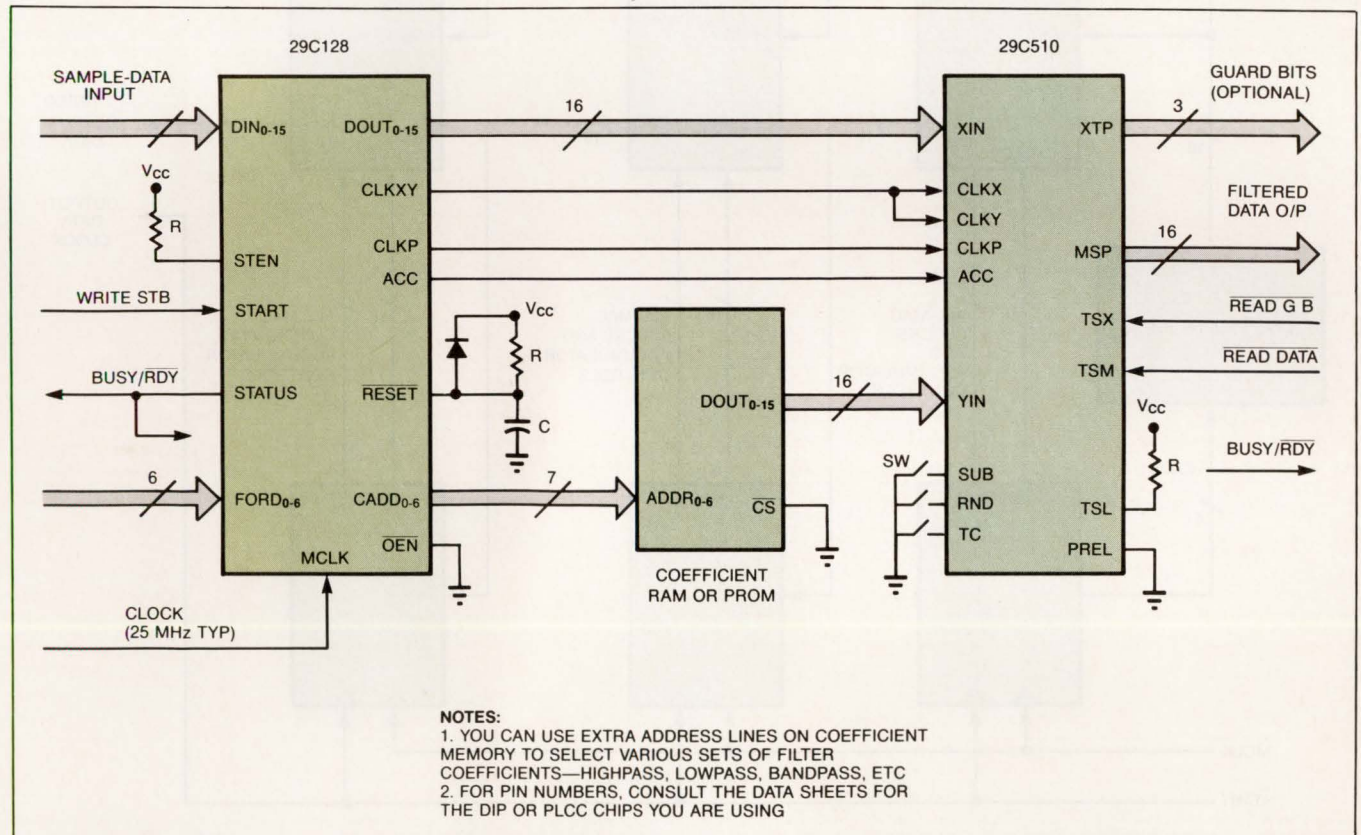 29C128
29C510
SAMPLE-DATA
INPUT
GUARD BITS
(OPTIONAL)
DIN0-15
DOUT0-15
16
XIN
XTP
3
VCC
R
CLKXY
CLKX
CLKY
FILTERED
DATA O/P
STEN
CLKP
CLKP
MSP
16
ACC
ACC
WRITE STB
START
VCC
R
READ G B
TSX
READ DATA
TSM
BUSY/RDY
STATUS
RESET
C
DOUT0-15
16
YIN
VCC
R
BUSY/RDY
SW
SUB
6
FORD0-6
CADD0-6
7
ADDR0-6
CS
RND
TSL
TC
OEN
PREL
MCLK
COEFFICIENT
RAM OR PROM
CLOCK
(25 MHz TYP)
NOTES:
1. YOU CAN USE EXTRA ADDRESS LINES ON COEFFICIENT
MEMORY TO SELECT VARIOUS SETS OF FILTER
COEFFICIENTS—HIGHPASS, LOWPASS, BANDPASS, ETC
2. FOR PIN NUMBERS, CONSULT THE DATA SHEETS FOR
THE DIP OR PLCC CHIPS YOU ARE USING